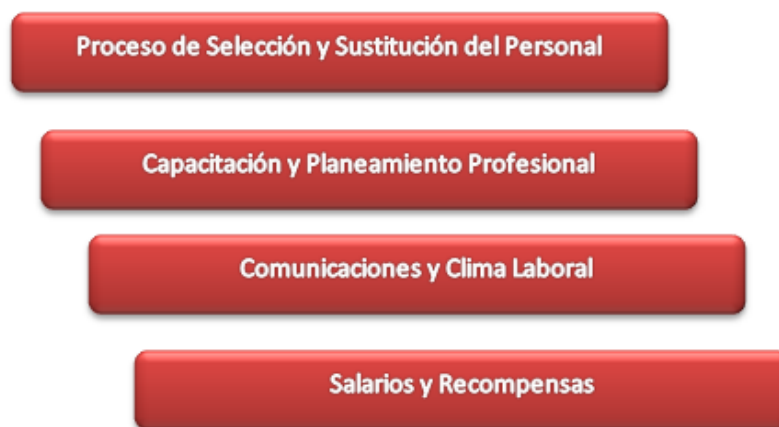 Proceso de Selección y Sustitución del Personal
Capacitación y Planeamiento Profesional
Comunicaciones y Clima Laboral
Salarios y Recompensas